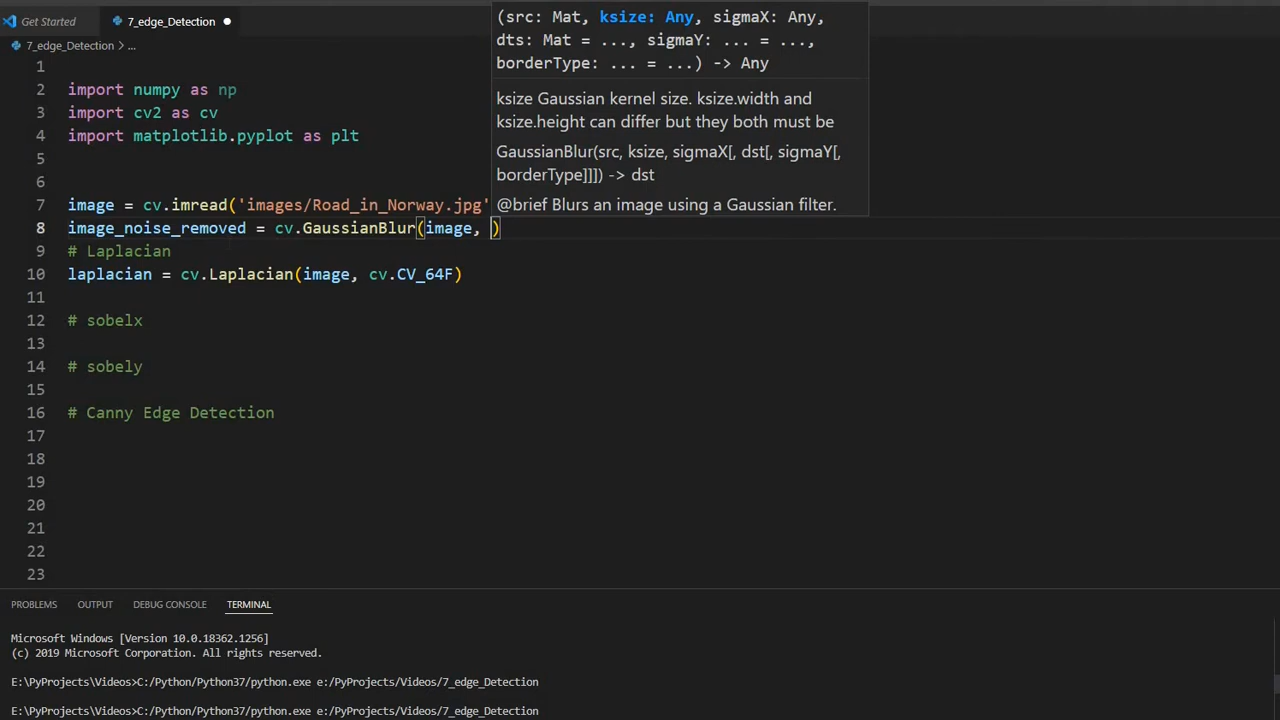 Get Started
7_edge_Detection
7_edge_Detection > ...
(src: Mat, ksize: Any, sigmaX: Any,
dts: Mat = ..., sigmaY: ... = ...,
borderType: ... = ...) -> Any
ksize Gaussian kernel size. ksize.width and
ksize.height can differ but they both must be
GaussianBlur(src, ksize, sigmaX[, dst[, sigmaY[,
borderType]]]) -> dst
@brief Blurs an image using a Gaussian filter.
1
2 import numpy as np
3 import cv2 as cv
4 import matplotlib.pyplot as plt
5
6
7 image = cv.imread('images/Road_in_Norway.jpg'
8 image_noise_removed = cv.GaussianBlur(image, )
9 # Laplacian
10 laplacian = cv.Laplacian(image, cv.CV_64F)
11
12 # sobelx
13
14 # sobely
15
16 # Canny Edge Detection
17
18
19
20
21
22
23
PROBLEMS OUTPUT DEBUG CONSOLE TERMINAL
Microsoft Windows [Version 10.0.18362.1256]
(c) 2019 Microsoft Corporation. All rights reserved.
E:\PyProjects\Videos>C:/Python/Python37/python.exe e:/PyProjects/Videos/7_edge_Detection
E:\PyProjects\Videos>C:/Python/Python37/python.exe e:/PyProjects/Videos/7_edge_Detection